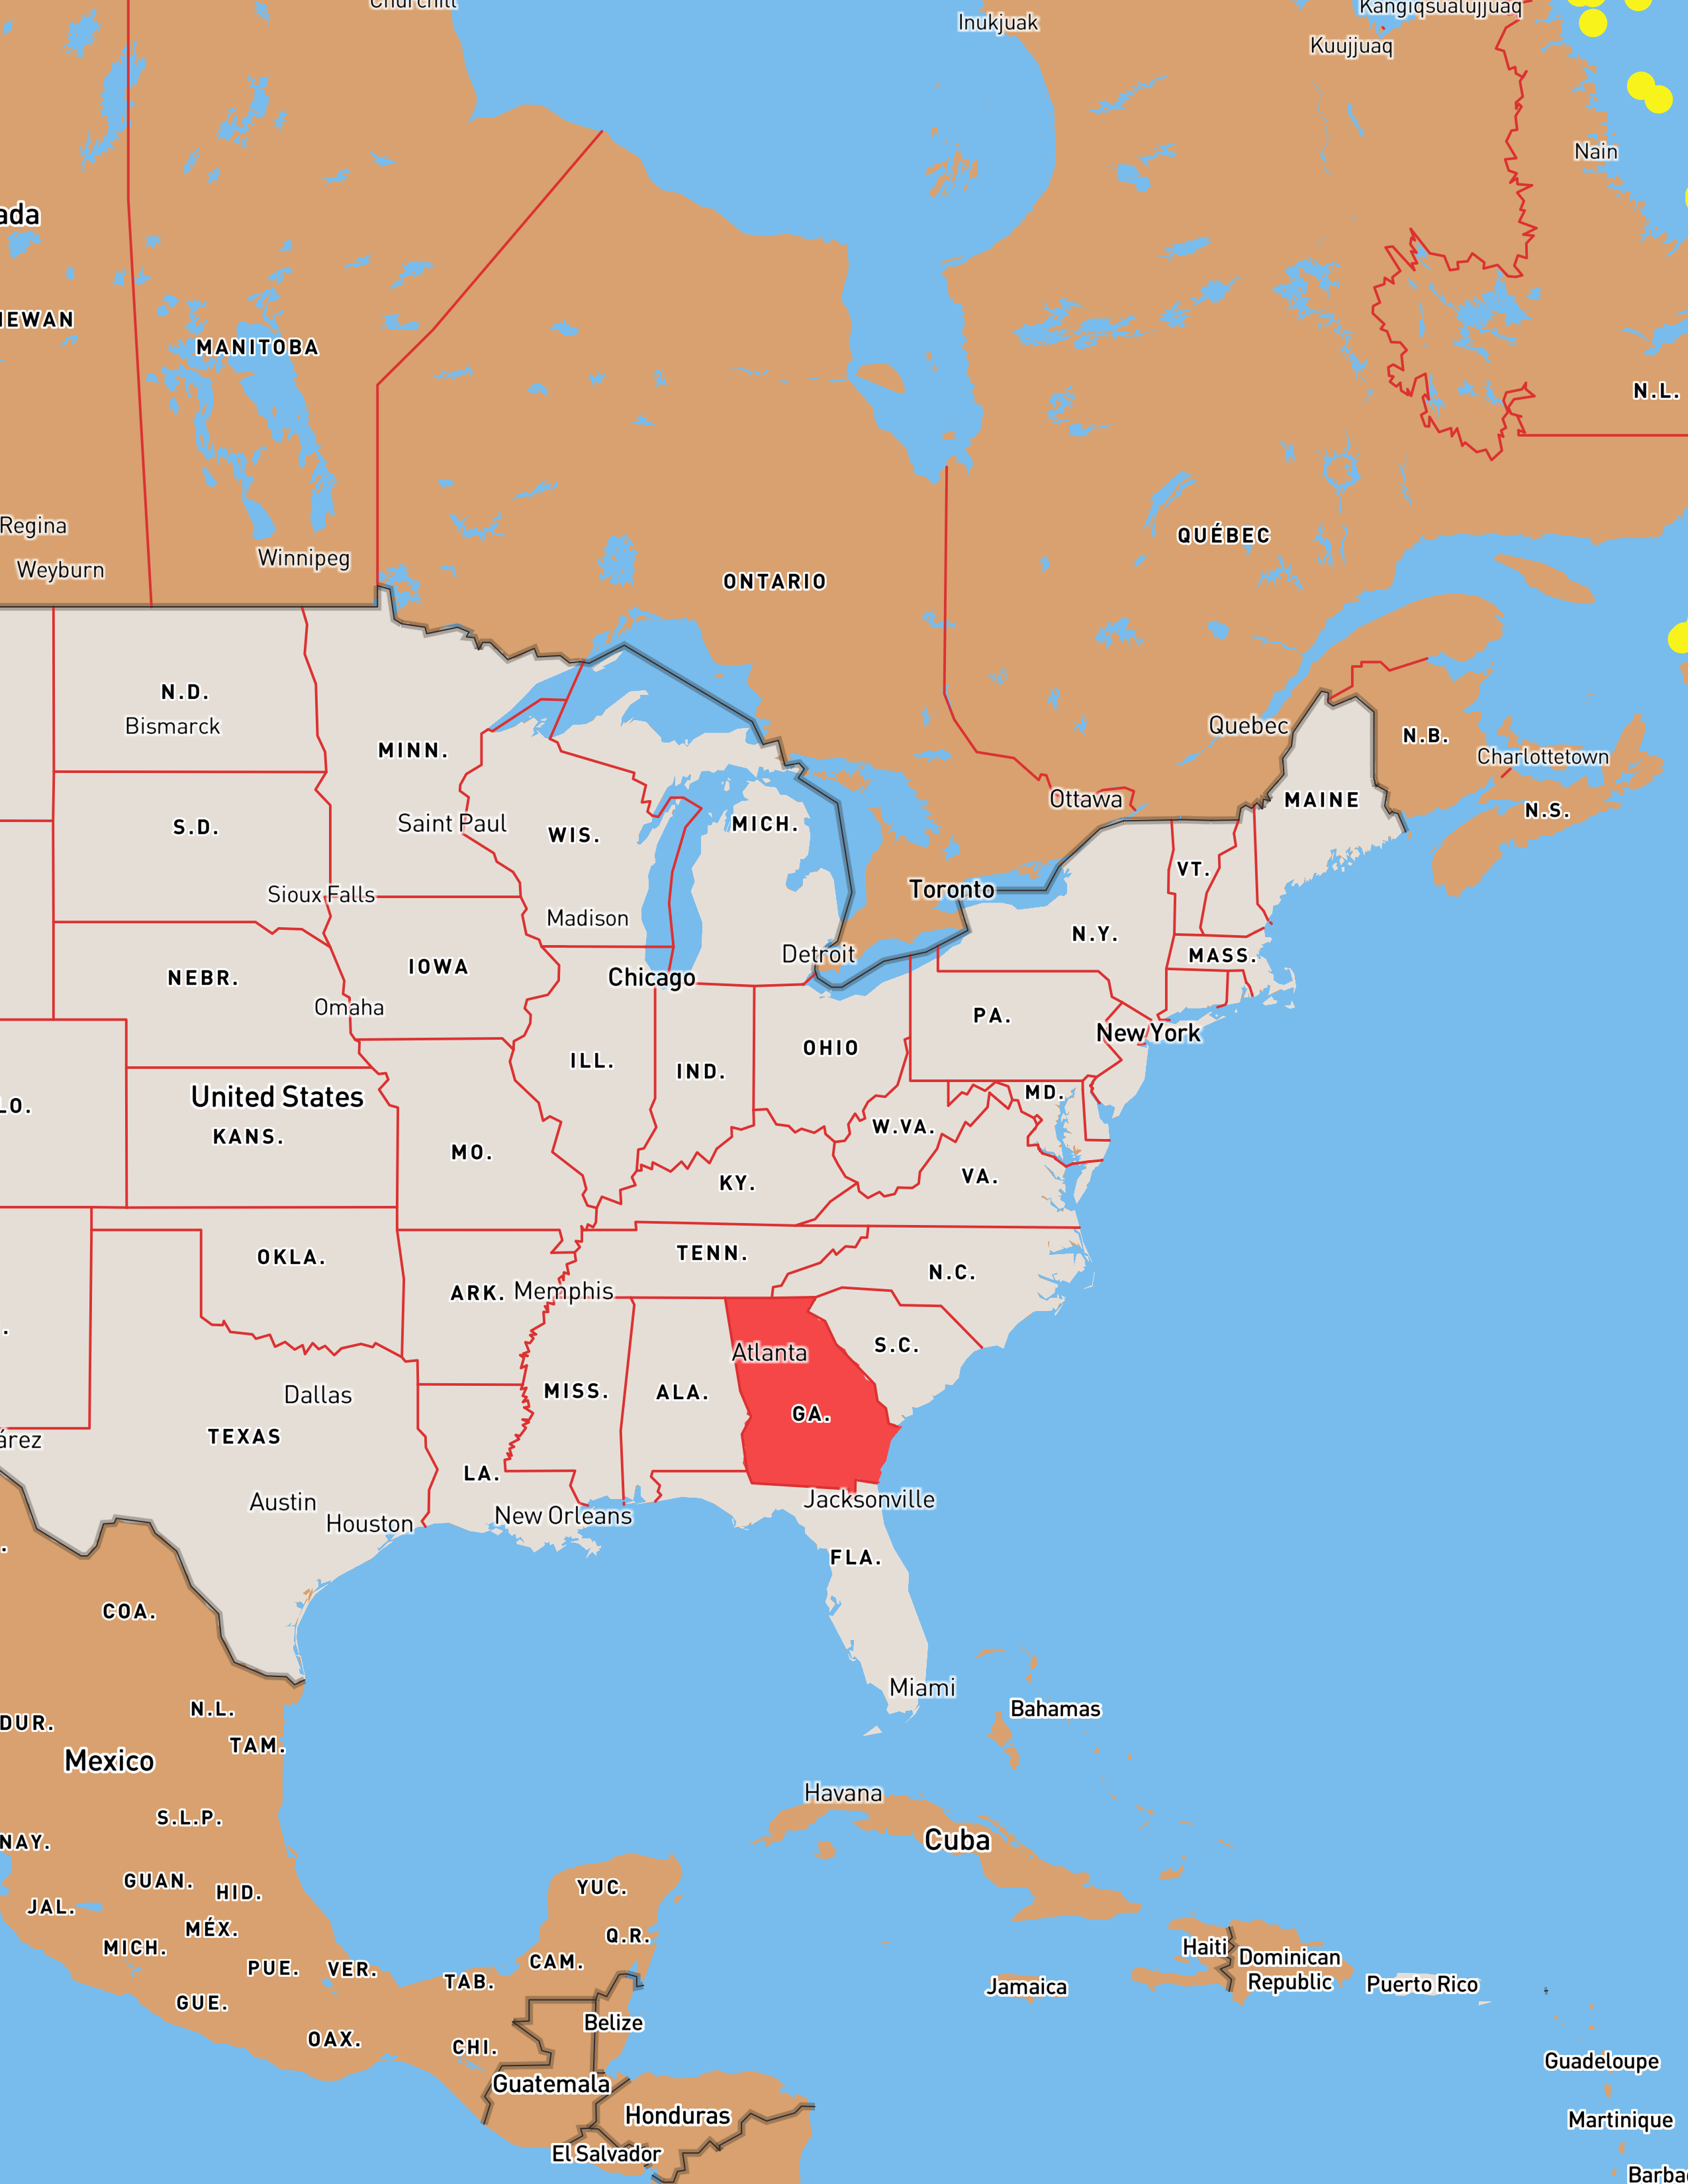 Churchill
Inukjuak
Kangiqsualujjuaq
Kuujjuaq
Nain
ada
EWAN
MANITOBA
N.L.
Regina
Weyburn
Winnipeg
ONTARIO
QUÉBEC
N.D.
Bismarck
MINN.
Quebec
N.B.
Charlottetown
Ottawa
MAINE
N.S.
S.D.
Saint Paul
WIS.
MICH.
VT.
Sioux Falls
Toronto
Madison
N.Y.
Detroit
MASS.
NEBR.
IOWA
Chicago
Omaha
PA.
New York
OHIO
ILL.
IND.
United States
LO.
MD.
KANS.
W.VA.
MO.
KY.
VA.
OKLA.
TENN.
N.C.
ARK.
Memphis
.
Atlanta
S.C.
Dallas
MISS.
ALA.
GA.
árez
TEXAS
LA.
Austin
Houston
New Orleans
Jacksonville
.
FLA.
COA.
Miami
N.L.
Bahamas
DUR.
TAM.
Mexico
Havana
S.L.P.
Cuba
NAY.
GUAN.
HID.
YUC.
JAL.
MÉX.
Q.R.
MICH.
Haiti
Dominican
Republic
CAM.
PUE.
VER.
TAB.
Jamaica
Puerto Rico
GUE.
Belize
OAX.
CHI.
Guadeloupe
Guatemala
Honduras
Martinique
El Salvador
Barba